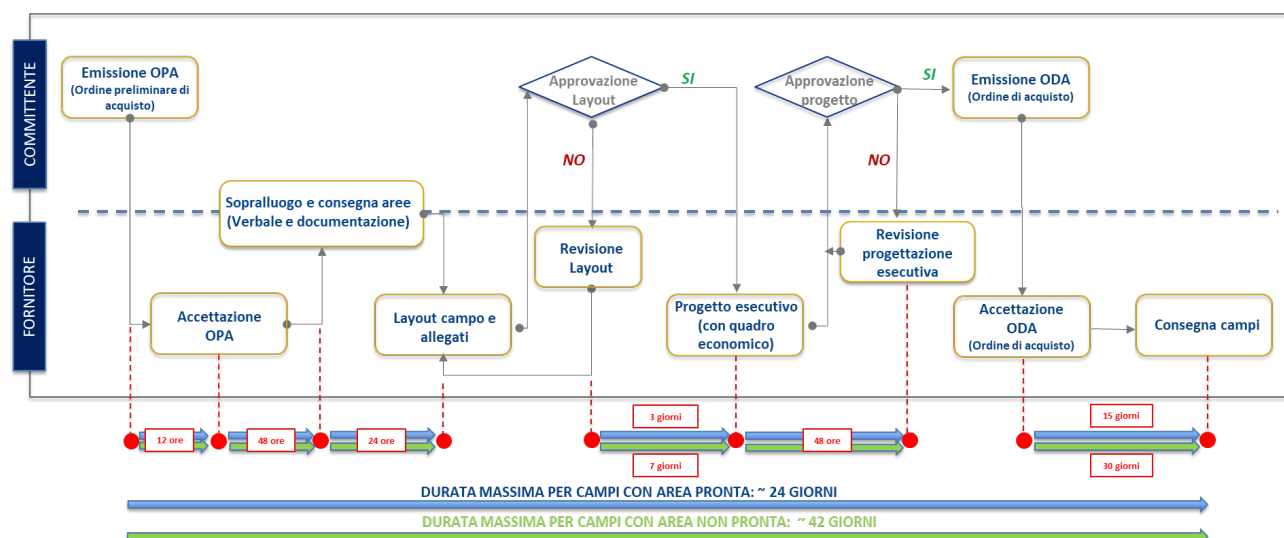 COMMITTENTE
Emissione OPA
(Ordine preliminare di
acquisto)
Approvazione
Layout
SI
NO
Approvazione
progetto
SI
NO
Emissione ODA
(Ordine di acquisto)
Sopralluogo e consegna aree
(Verbale e documentazione)
FORNITORE
Accettazione
OPA
Layout campo e
allegati
Revisione
Layout
Progetto esecutivo
(con quadro
economico)
Revisione
progettazione
esecutiva
Accettazione
ODA
(Ordine di acquisto)
Consegna campi
12 ore
48 ore
24 ore
3 giorni
7 giorni
48 ore
15 giorni
30 giorni
DURATA MASSIMA PER CAMPI CON AREA PRONTA: ~ 24 GIORNI
DURATA MASSIMA PER CAMPI CON AREA NON PRONTA: ~ 42 GIORNI